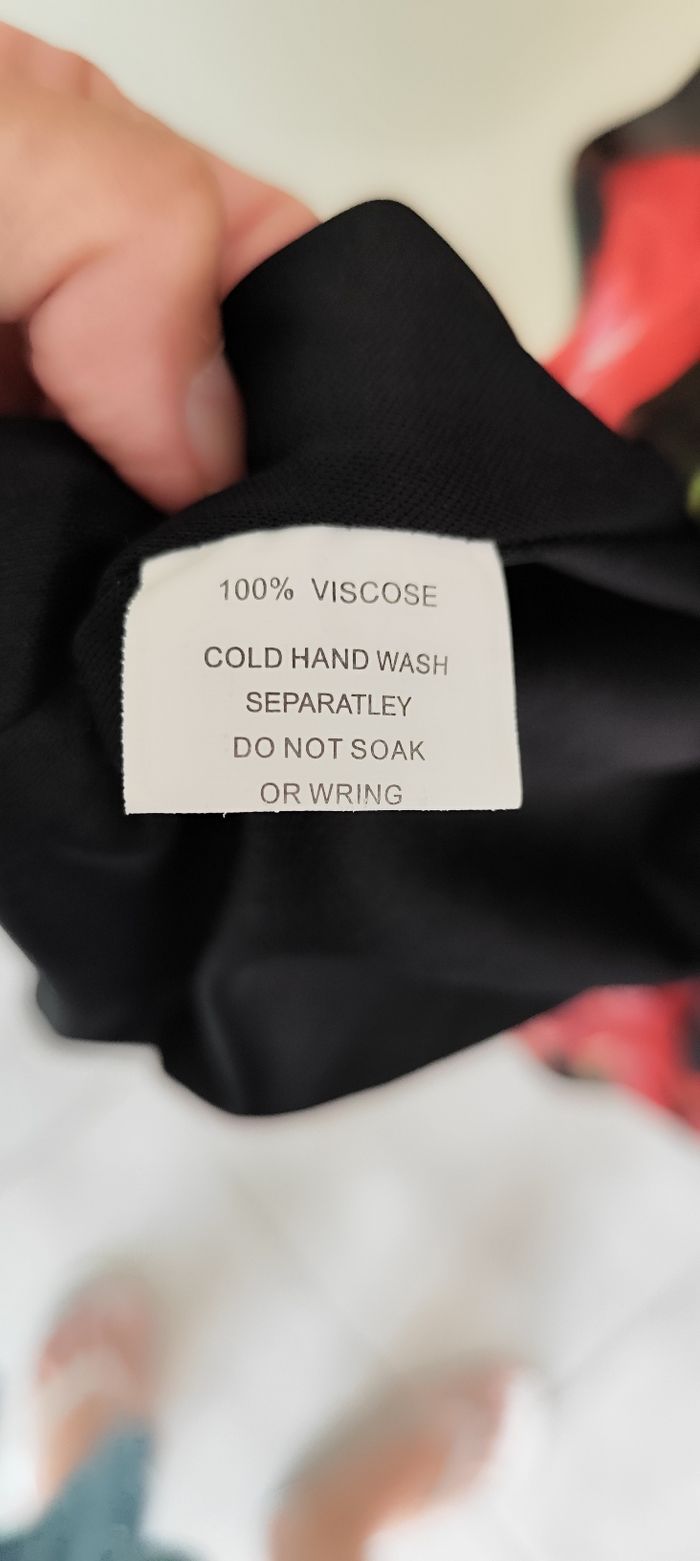 100% VISCOSE
COLD HAND WASH
SEPARATLEY
DO NOT SOAK
OR WRING